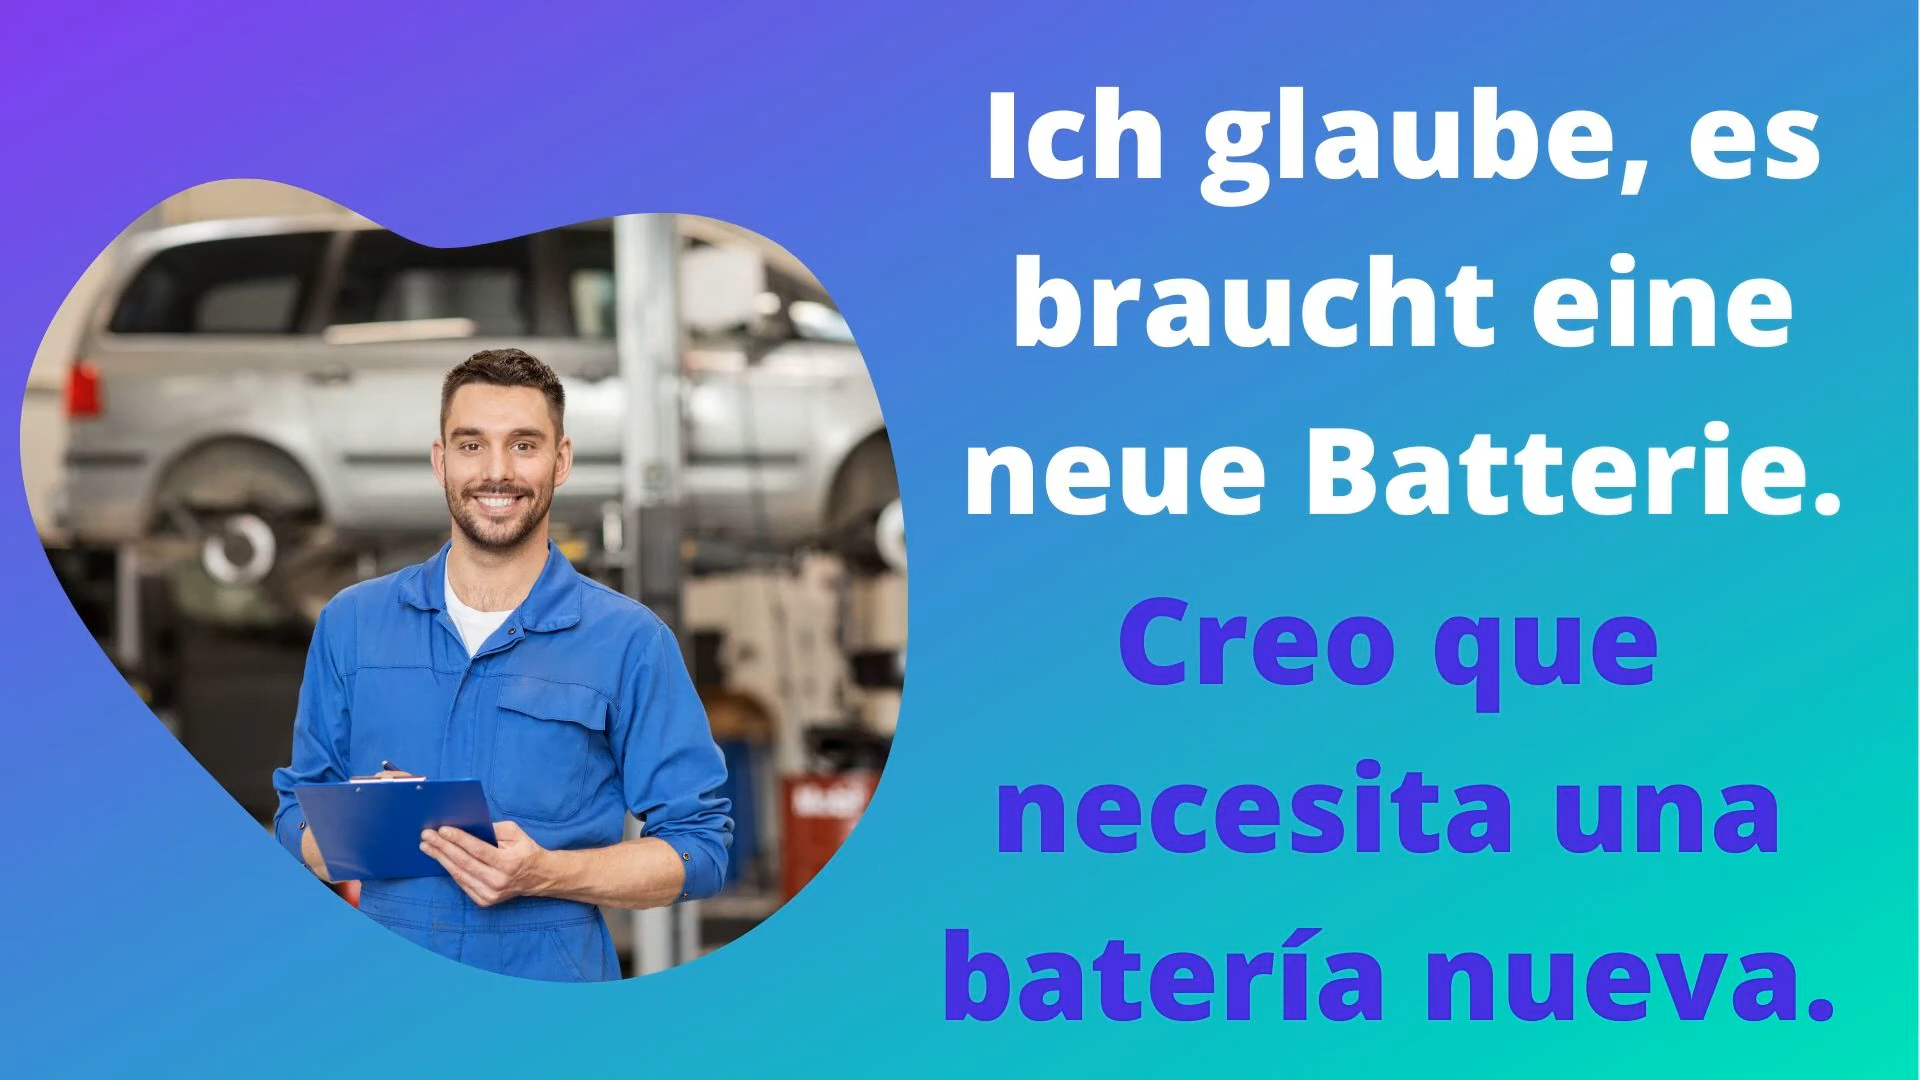 Ich glaube, es
braucht eine
neue Batterie.
Creo que
necesita una
batería nueva.